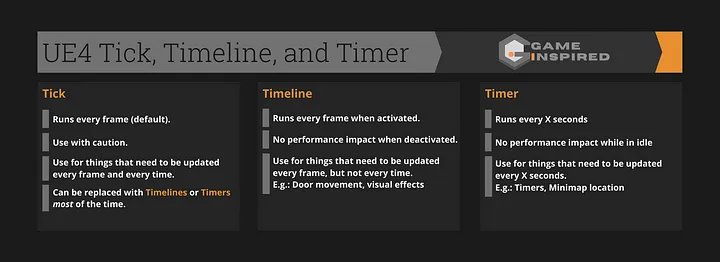 UE4 Tick, Timeline, and Timer
GAME
INSPIRED
Tick
Runs every frame (default).
Use with caution.
Use for things that need to be updated
every frame and every time.
Can be replaced with Timelines or Timers
most of the time.
Timeline
Runs every frame when activated.
No performance impact when deactivated.
Use for things that need to be updated
every frame, but not every time.
E.g.: Door movement, visual effects
Timer
Runs every X seconds
No performance impact while in idle
Use for things that need to be updated
every X seconds.
E.g.: Timers, Minimap location